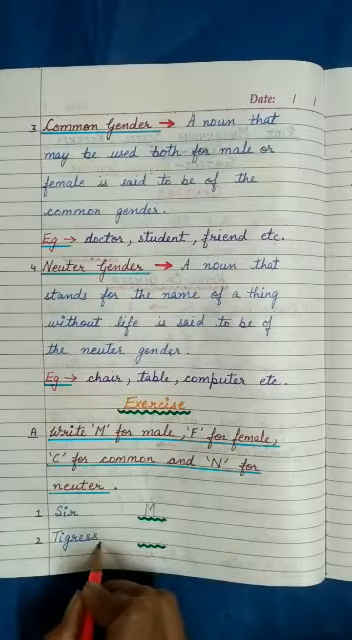 Date: / /
3 Common Gender → A noun that
may be used both for male or
female is said to be of the
common gender.
Eg → doctor, student, friend etc.
4 Neuter Gender → A noun that
stands for the name of a thing
without life is said to be of
the neuter gender.
Eg → chair, table, computer etc.
Exercise
A Write 'M' for male, 'F' for female,
'C' for common and 'N' for
neuter.
1 Sir M
2 Tigress